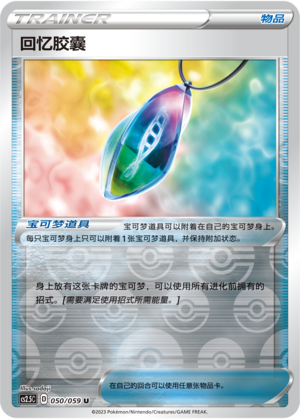 TRAINER
物品
回忆胶囊
宝可梦道具
宝可梦道具可以附着在自己的宝可梦身上。
每只宝可梦身上只可以附着1张宝可梦道具,并保持附加状态。
身上放有这张卡牌的宝可梦,可以使用所有进化前拥有的
招式。[需要满足使用招式所需能量。]
D 050/059 U
在自己的回合可以使用任意张物品卡。
©2023 Pokémon/Nintendo/Creatures/GAME FREAK.